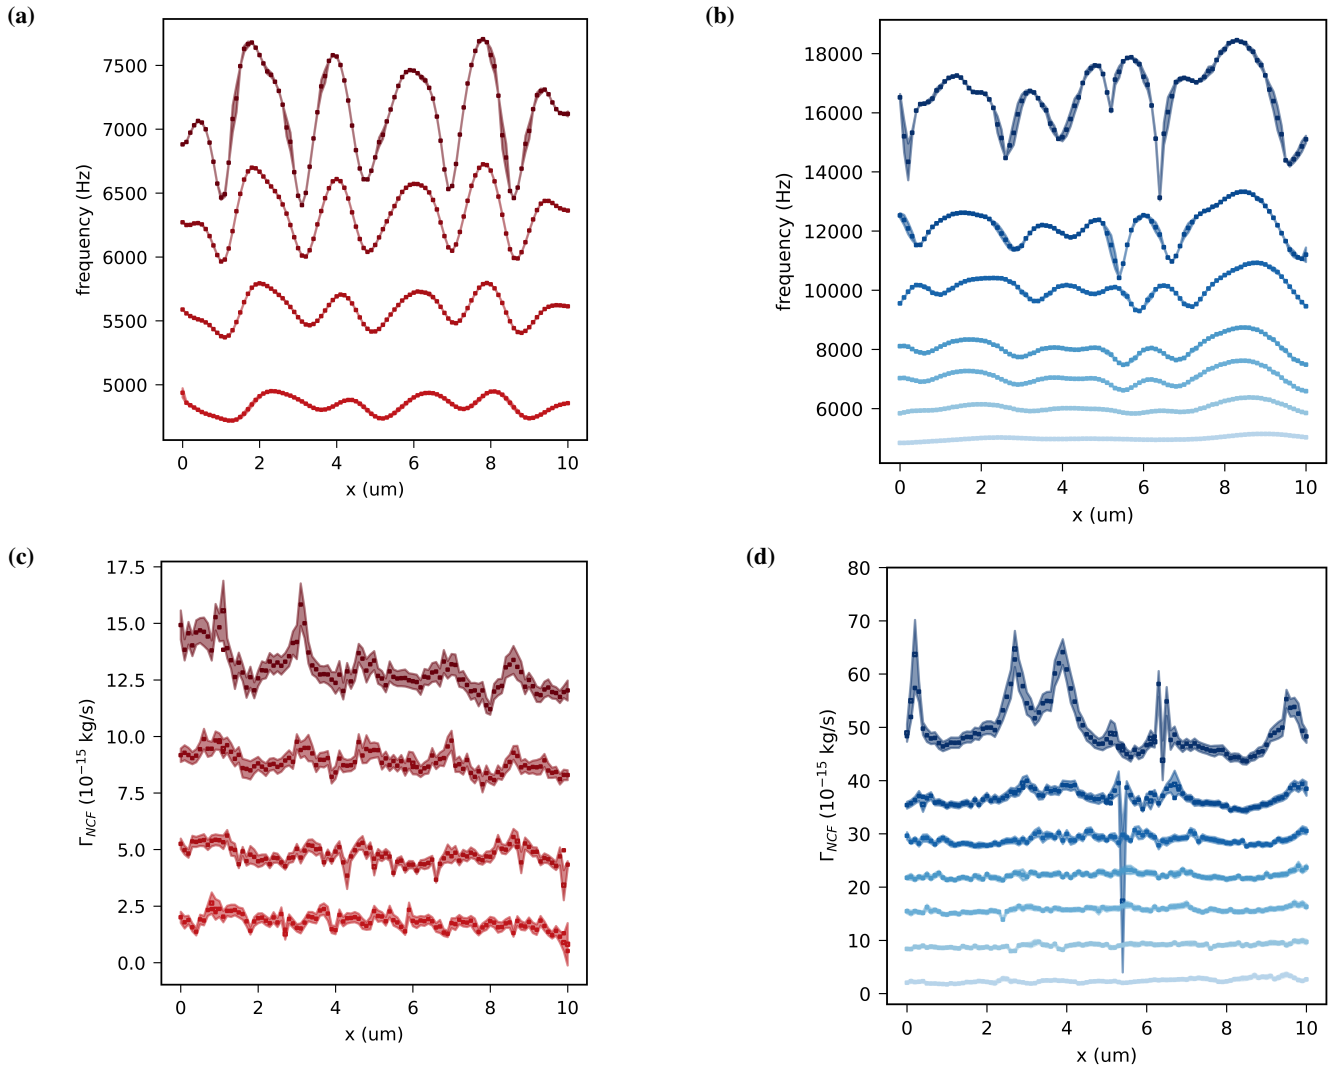 (a)
frequency (Hz)
7500
7000
6500
6000
5500
5000
0 2 4 6 8 10
x (um)
(b)
frequency (Hz)
18000
16000
14000
12000
10000
8000
6000
0 2 4 6 8 10
x (um)
(c)
Γ_NCF (10⁻¹⁵ kg/s)
17.5
15.0
12.5
10.0
7.5
5.0
2.5
0.0
0 2 4 6 8 10
x (um)
(d)
Γ_NCF (10⁻¹⁵ kg/s)
80
70
60
50
40
30
20
10
0
0 2 4 6 8 10
x (um)